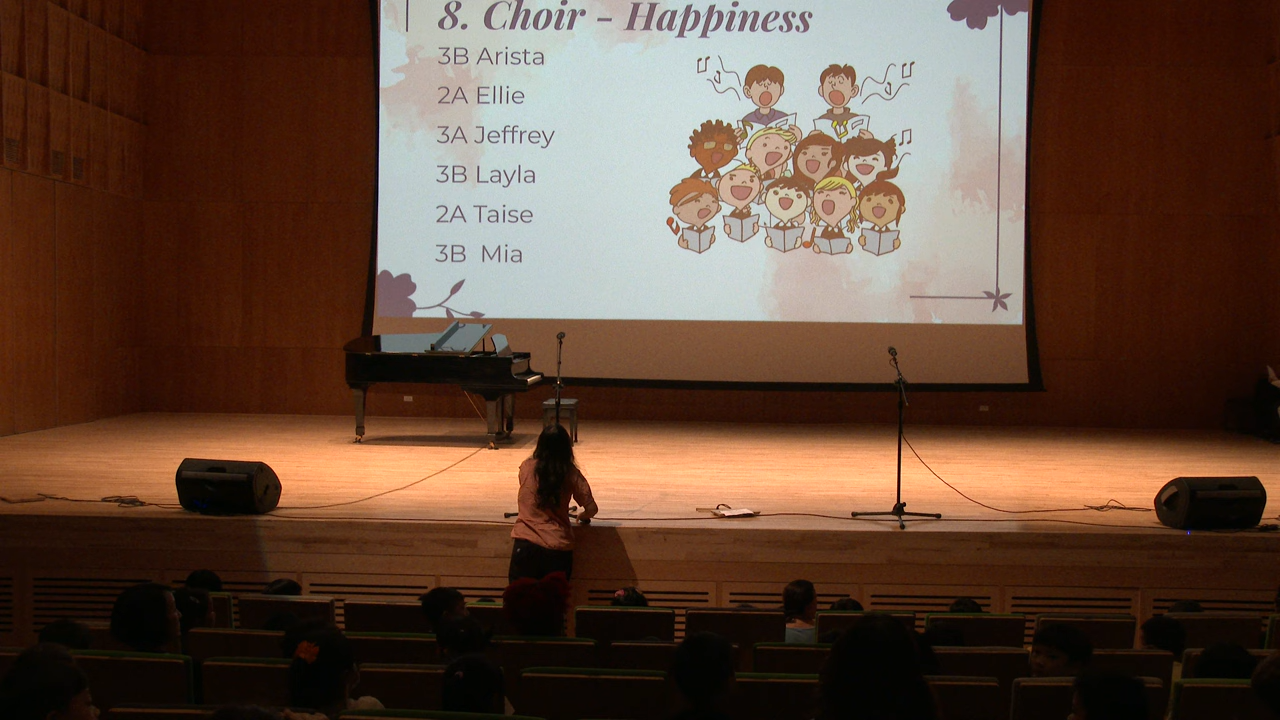 8. Choir - Happiness
3B Arista
2A Ellie
3A Jeffrey
3B Layla
2A Taise
3B Mia